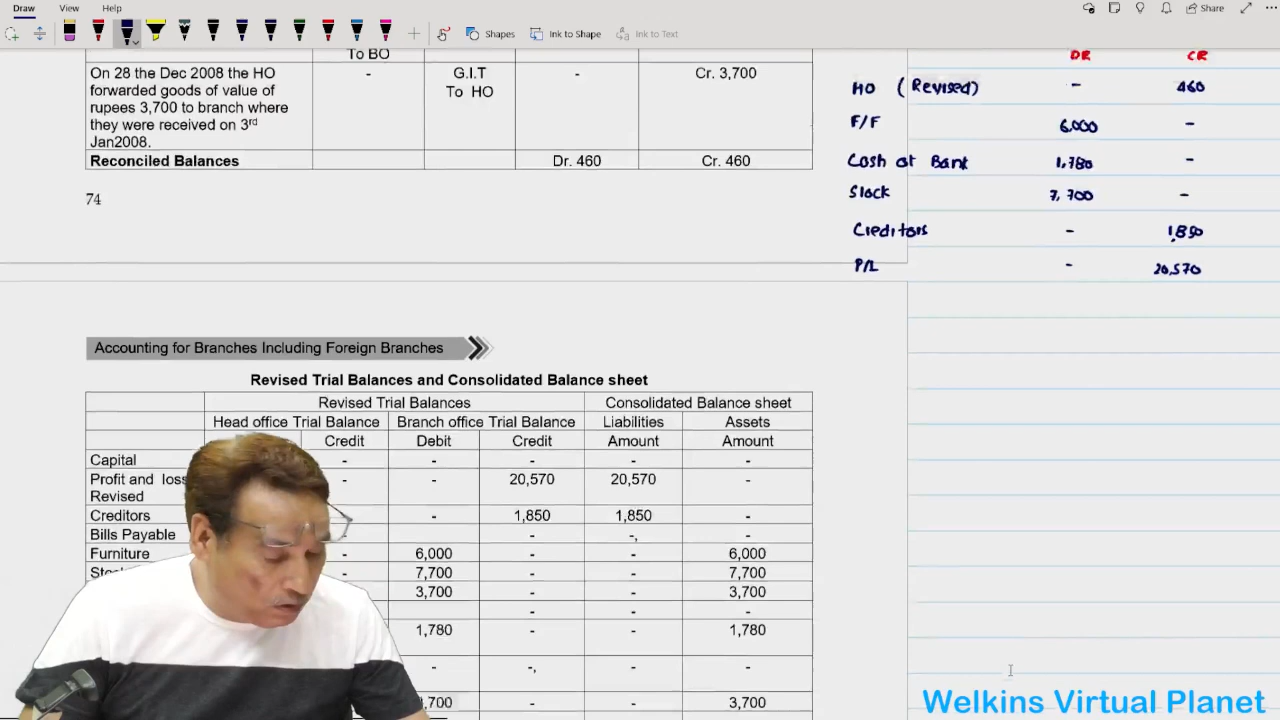 Draw View Help
Share
Shapes Ink to Shape Ink to Text
To BO
On 28 the Dec 2008 the HO - G.I.T - Cr. 3,700
forwarded goods of value of To HO
rupees 3,700 to branch where
they were received on 3rd
Jan2008.
Reconciled Balances Dr. 460 Cr. 460
74
DR CR
HO (Revised) - 460
F/F 6,000 -
Cash at Bank 1,780 -
Stock 7,700 -
Creditors - 1,850
P/L - 20,570
Accounting for Branches Including Foreign Branches
Revised Trial Balances and Consolidated Balance sheet
Revised Trial Balances Consolidated Balance sheet
Head office Trial Balance Branch office Trial Balance Liabilities Assets
Credit Debit Credit Amount Amount
Capital - - - - -
Profit and loss - - 20,570 20,570 -
Revised
Creditors - 1,850 1,850 -
Bills Payable - -, -
Furniture - 6,000 - - 6,000
- 7,700 - - 7,700
- 3,700 - - 3,700
- - - -
1,780 - - 1,780
- -, - -
- - 3,700
Welkins Virtual Planet